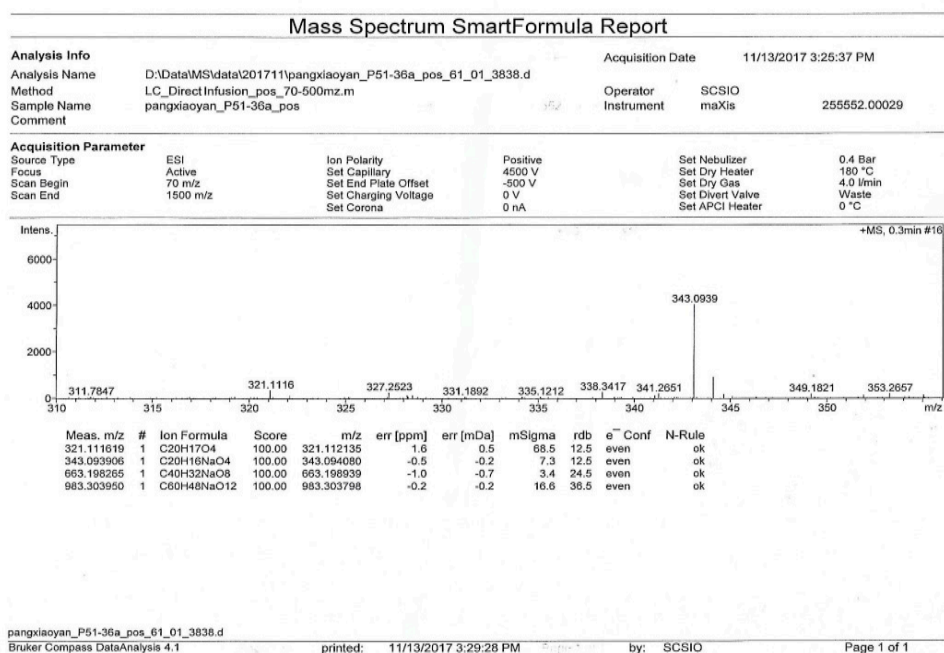 Mass Spectrum SmartFormula Report
Analysis Info Acquisition Date 11/13/2017 3:25:37 PM
Analysis Name D:\Data\MS\data\201711\pangxiaoyan_P51-36a_pos_61_01_3838.d
Method LC_Direct Infusion_pos_70-500mz.m Operator SCSIO
Sample Name pangxiaoyan_P51-36a_pos Instrument maXis 255552.00029
Comment
Acquisition Parameter
Source Type ESI Ion Polarity Positive Set Nebulizer 0.4 Bar
Focus Active Set Capillary 4500 V Set Dry Heater 180 °C
Scan Begin 70 m/z Set End Plate Offset -500 V Set Dry Gas 4.0 l/min
Scan End 1500 m/z Set Charging Voltage 0 V Set Divert Valve Waste
Set Corona 0 nA Set APCI Heater 0 °C
Intens. +MS, 0.3min #16
6000
4000 343.0939
2000
311.7847 321.1116 327.2523 331.1892 335.1212 338.3417 341.2651 349.1821 353.2657
0
310 315 320 325 330 335 340 345 350 m/z
Meas. m/z # Ion Formula Score m/z err [ppm] err [mDa] mSigma rdb e⁻ Conf N-Rule
321.111619 1 C20H17O4 100.00 321.112135 1.6 0.5 68.5 12.5 even ok
343.093906 1 C20H16NaO4 100.00 343.094080 -0.5 -0.2 7.3 12.5 even ok
663.198265 1 C40H32NaO8 100.00 663.198939 -1.0 -0.7 3.4 24.5 even ok
983.303950 1 C60H48NaO12 100.00 983.303798 -0.2 -0.2 16.6 36.5 even ok
pangxiaoyan_P51-36a_pos_61_01_3838.d
Bruker Compass DataAnalysis 4.1 printed: 11/13/2017 3:29:28 PM by: SCSIO Page 1 of 1